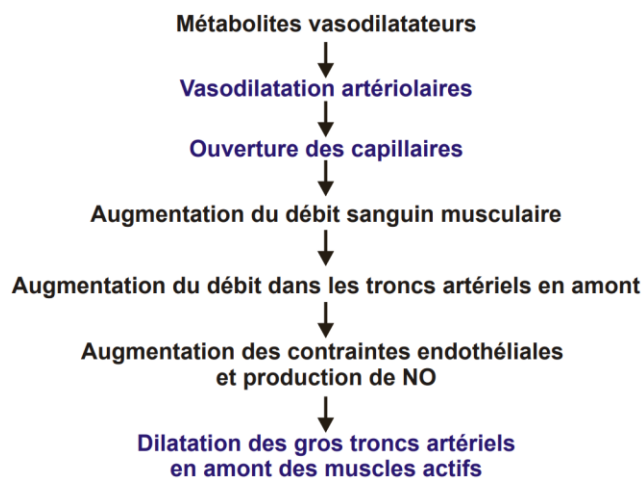 Métabolites vasodilatateurs
Vasodilatation artériolaires
Ouverture des capillaires
Augmentation du débit sanguin musculaire
Augmentation du débit dans les troncs artériels en amont
Augmentation des contraintes endothéliales
et production de NO
Dilatation des gros troncs artériels
en amont des muscles actifs